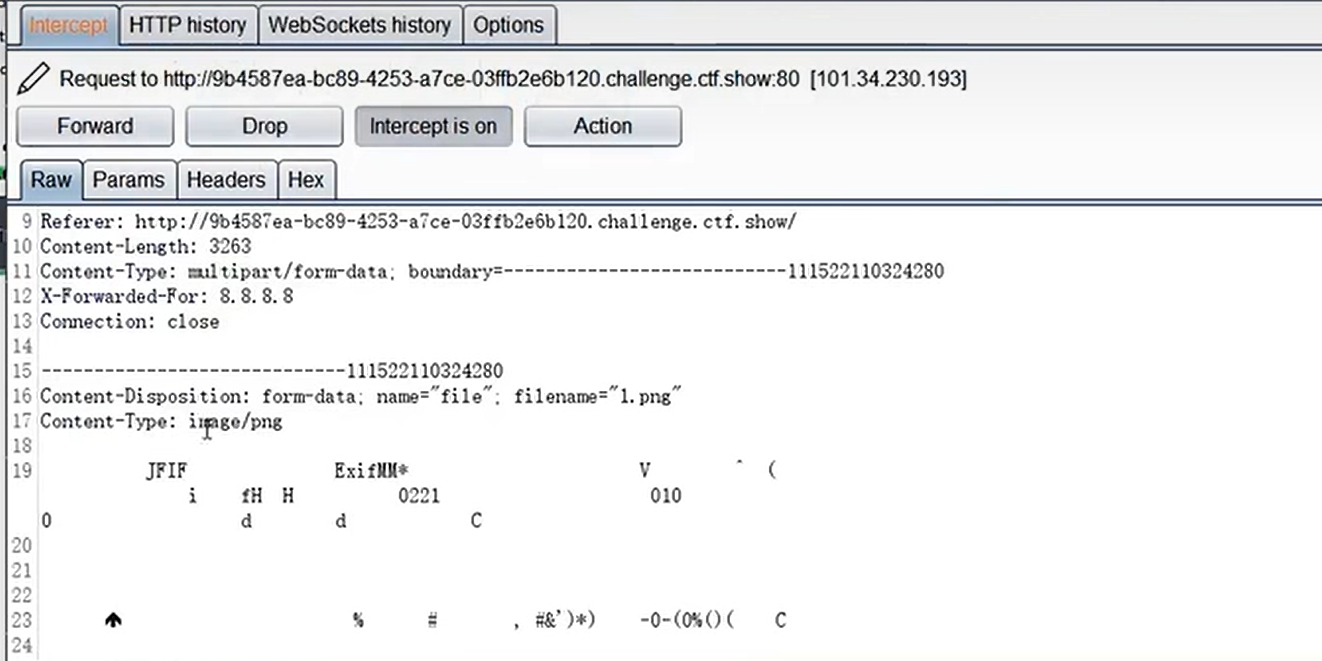 Intercept HTTP history WebSockets history Options
Request to http://9b4587ea-bc89-4253-a7ce-03ffb2e6b120.challenge.ctf.show:80 [101.34.230.193]
Forward Drop Intercept is on Action
Raw Params Headers Hex
9 Referer: http://9b4587ea-bc89-4253-a7ce-03ffb2e6b120.challenge.ctf.show/
10 Content-Length: 3263
11 Content-Type: multipart/form-data; boundary=---------------------------111522110324280
12 X-Forwarded-For: 8.8.8.8
13 Connection: close
14
15 -----------------------------111522110324280
16 Content-Disposition: form-data; name="file"; filename="1.png"
17 Content-Type: image/png
18
19 JFIF ExifMM* V ^ (
i fH H 0221 010
0 d d C
20
21
22
23 % # , #&')*) -0-(0%()( C
24